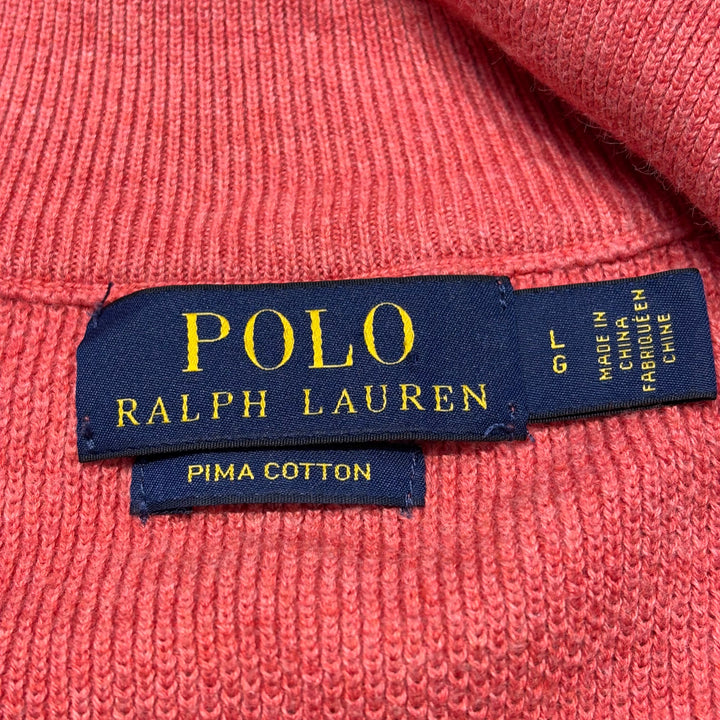 POLO
RALPH LAUREN
PIMA COTTON
L
G
MADE IN
CHINA
FABRIQUÉ EN
CHINE